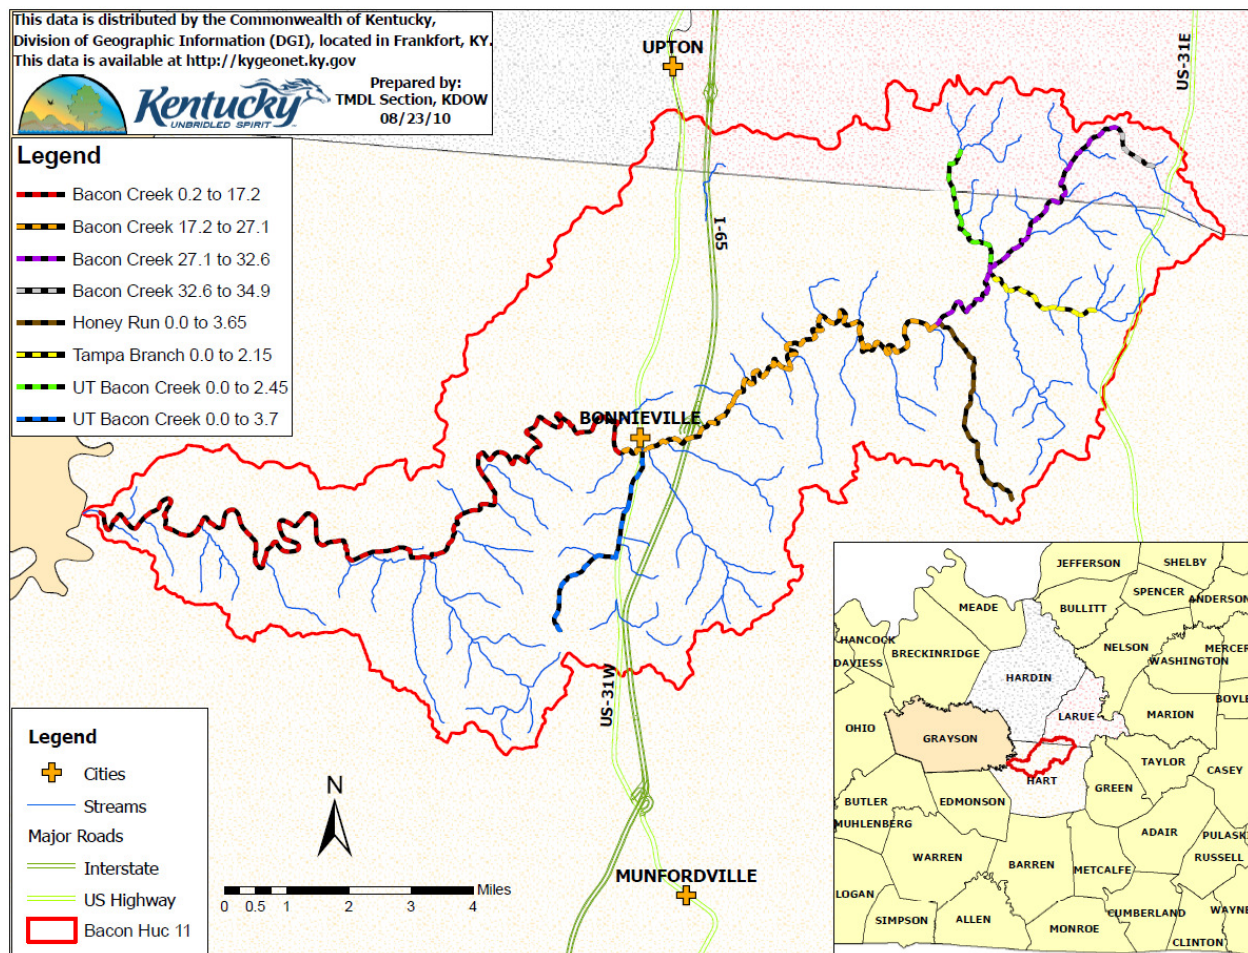 This data is distributed by the Commonwealth of Kentucky,
Division of Geographic Information (DGI), located in Frankfort, KY.
This data is available at http://kygeonet.ky.gov
Kentucky
UNBRIDLED SPIRIT
Prepared by:
TMDL Section, KDOW
08/23/10
Legend
Bacon Creek 0.2 to 17.2
Bacon Creek 17.2 to 27.1
Bacon Creek 27.1 to 32.6
Bacon Creek 32.6 to 34.9
Honey Run 0.0 to 3.65
Tampa Branch 0.0 to 2.15
UT Bacon Creek 0.0 to 2.45
UT Bacon Creek 0.0 to 3.7
UPTON
US-31E
I-65
BONNIEVILLE
US-31W
MUNFORDVILLE
Legend
Cities
Streams
Major Roads
Interstate
US Highway
Bacon Huc 11
N
Miles
0 0.5 1 2 3 4
JEFFERSON
SHELBY
SPENCER
ANDERSON
MEADE
BULLITT
HANCOCK
BRECKINRIDGE
NELSON
MERCER
DAVIESS
WASHINGTON
HARDIN
BOYLE
OHIO
LARUE
MARION
GRAYSON
TAYLOR
CASEY
HART
GREEN
BUTLER
EDMONSON
MUHLENBERG
ADAIR
PULASKI
WARREN
BARREN
METCALFE
RUSSELL
LOGAN
SIMPSON
ALLEN
MONROE
CUMBERLAND
WAYNE
CLINTON